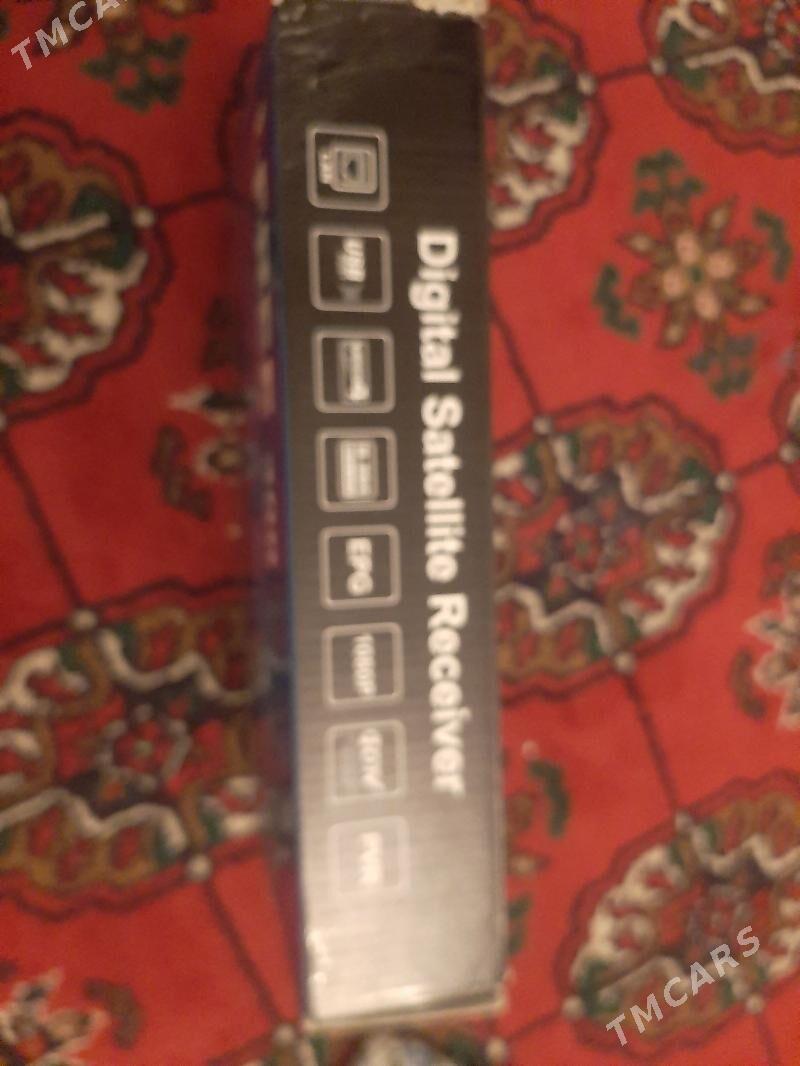 TMCARS
Digital Satellite Receiver
USB
EPG
1080P
PVR
TMCARS